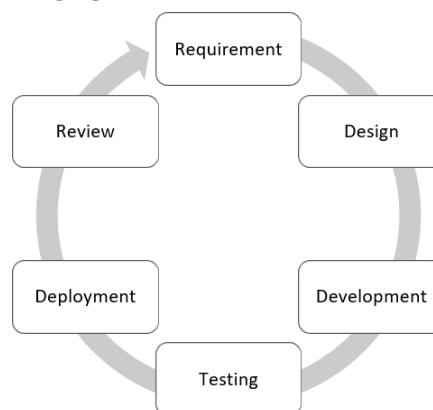 Requirement
Design
Development
Testing
Deployment
Review